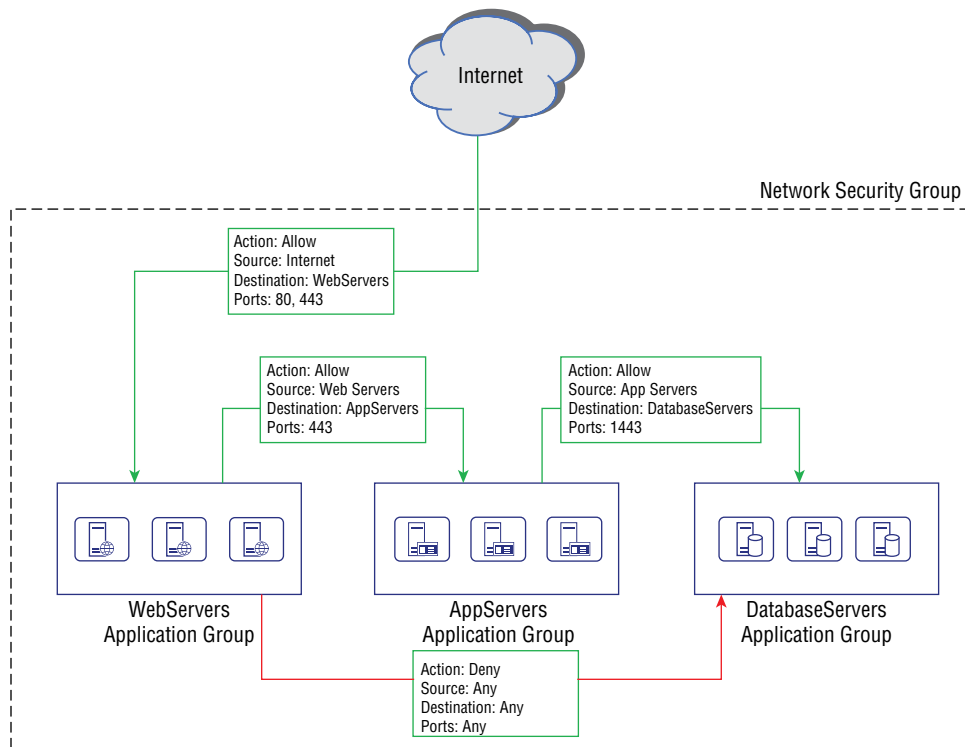 Internet
Network Security Group
Action: Allow
Source: Internet
Destination: WebServers
Ports: 80, 443
Action: Allow
Source: Web Servers
Destination: AppServers
Ports: 443
Action: Allow
Source: App Servers
Destination: DatabaseServers
Ports: 1443
WebServers
Application Group
AppServers
Application Group
DatabaseServers
Application Group
Action: Deny
Source: Any
Destination: Any
Ports: Any